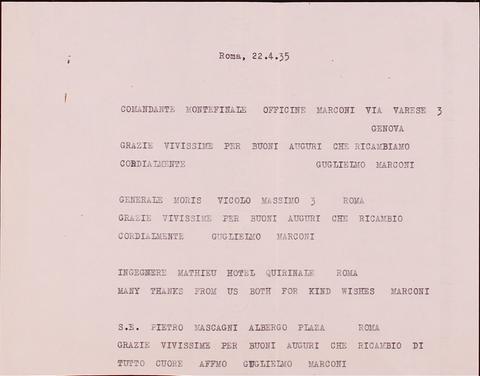 Roma, 22.4.35
COMANDANTE MONTEFINALE OFFICINE MARCONI VIA VARESE 3
GENOVA
GRAZIE VIVISSIME PER BUONI AUGURI CHE RICAMBIAMO
CORDIALMENTE GUGLIELMO MARCONI
GENERALE MORIS VICOLO MASSIMO 3 ROMA
GRAZIE VIVISSIME PER BUONI AUGURI CHE RICAMBIO
CORDIALMENTE GUGLIELMO MARCONI
INGEGNERE MATHIEU HOTEL QUIRINALE ROMA
MANY THANKS FROM US BOTH FOR KIND WISHES MARCONI
S.E. PIETRO MASCAGNI ALBERGO PLAZA ROMA
GRAZIE VIVISSIME PER BUONI AUGURI CHE RICAMBIO DI
TUTTO CUORE AFFMO GUGLIELMO MARCONI